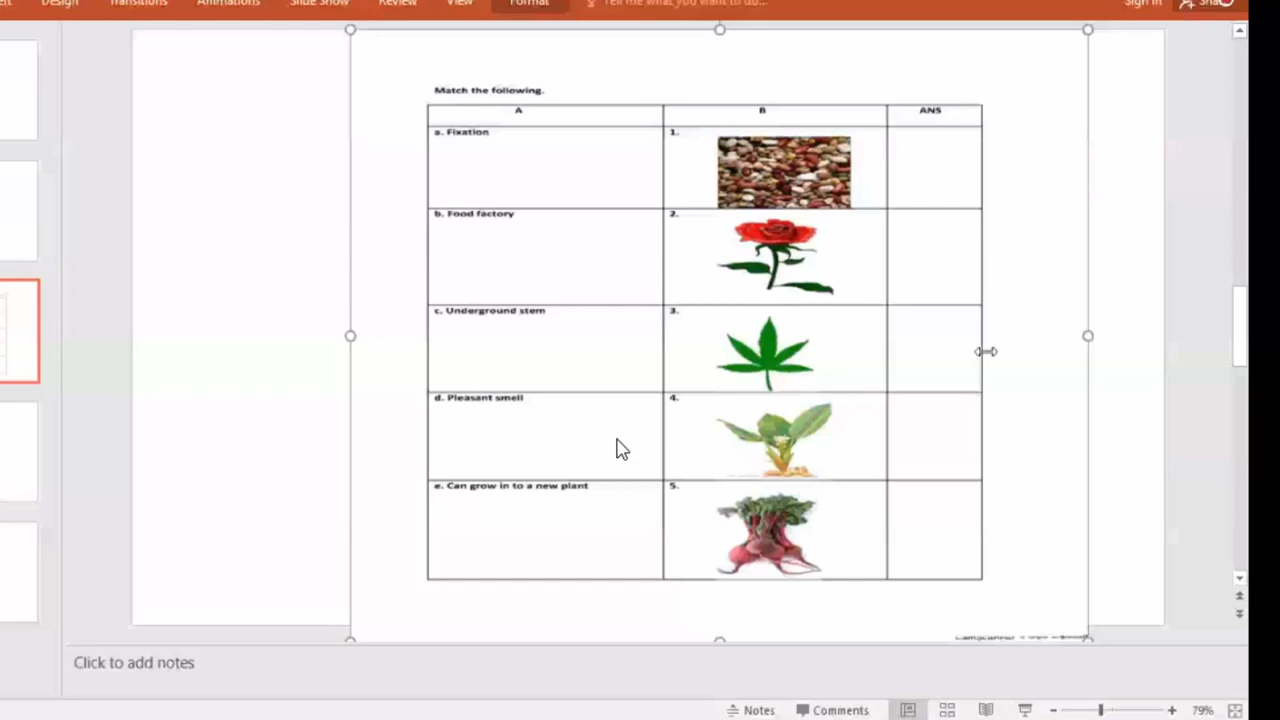 Design Transitions Animations Slide Show Review View Format Tell me what you want to do... Sign in
Match the following.
A B ANS
a. Fixation 1.
b. Food factory 2.
c. Underground stem 3.
d. Pleasant smell 4.
e. Can grow in to a new plant 5.
Click to add notes
Notes Comments 79%